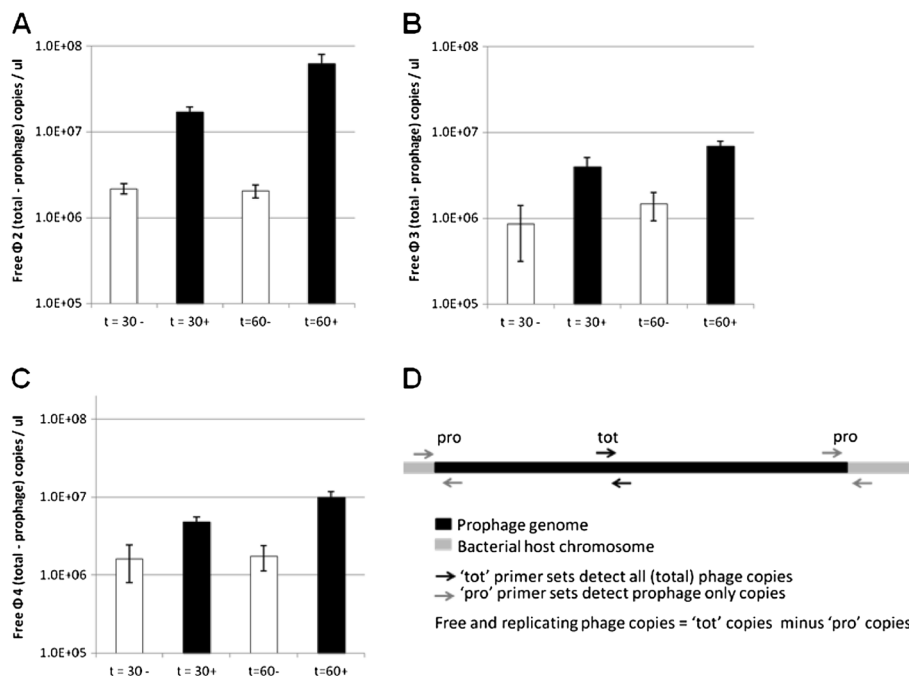 A
Free Φ 2 (total - prophage) copies / ul
1.0E+08
1.0E+07
1.0E+06
1.0E+05
t = 30 -
t = 30+
t=60-
t=60+
B
Free Φ 3 (total - prophage) copies / ul
1.0E+08
1.0E+07
1.0E+06
1.0E+05
t = 30 -
t = 30+
t=60-
t=60+
C
Free Φ 4 (total - prophage) copies / ul
1.0E+08
1.0E+07
1.0E+06
1.0E+05
t = 30 -
t = 30+
t=60-
t=60+
D
pro
tot
pro
Prophage genome
Bacterial host chromosome
'tot' primer sets detect all (total) phage copies
'pro' primer sets detect prophage only copies
Free and replicating phage copies = 'tot' copies minus 'pro' copies